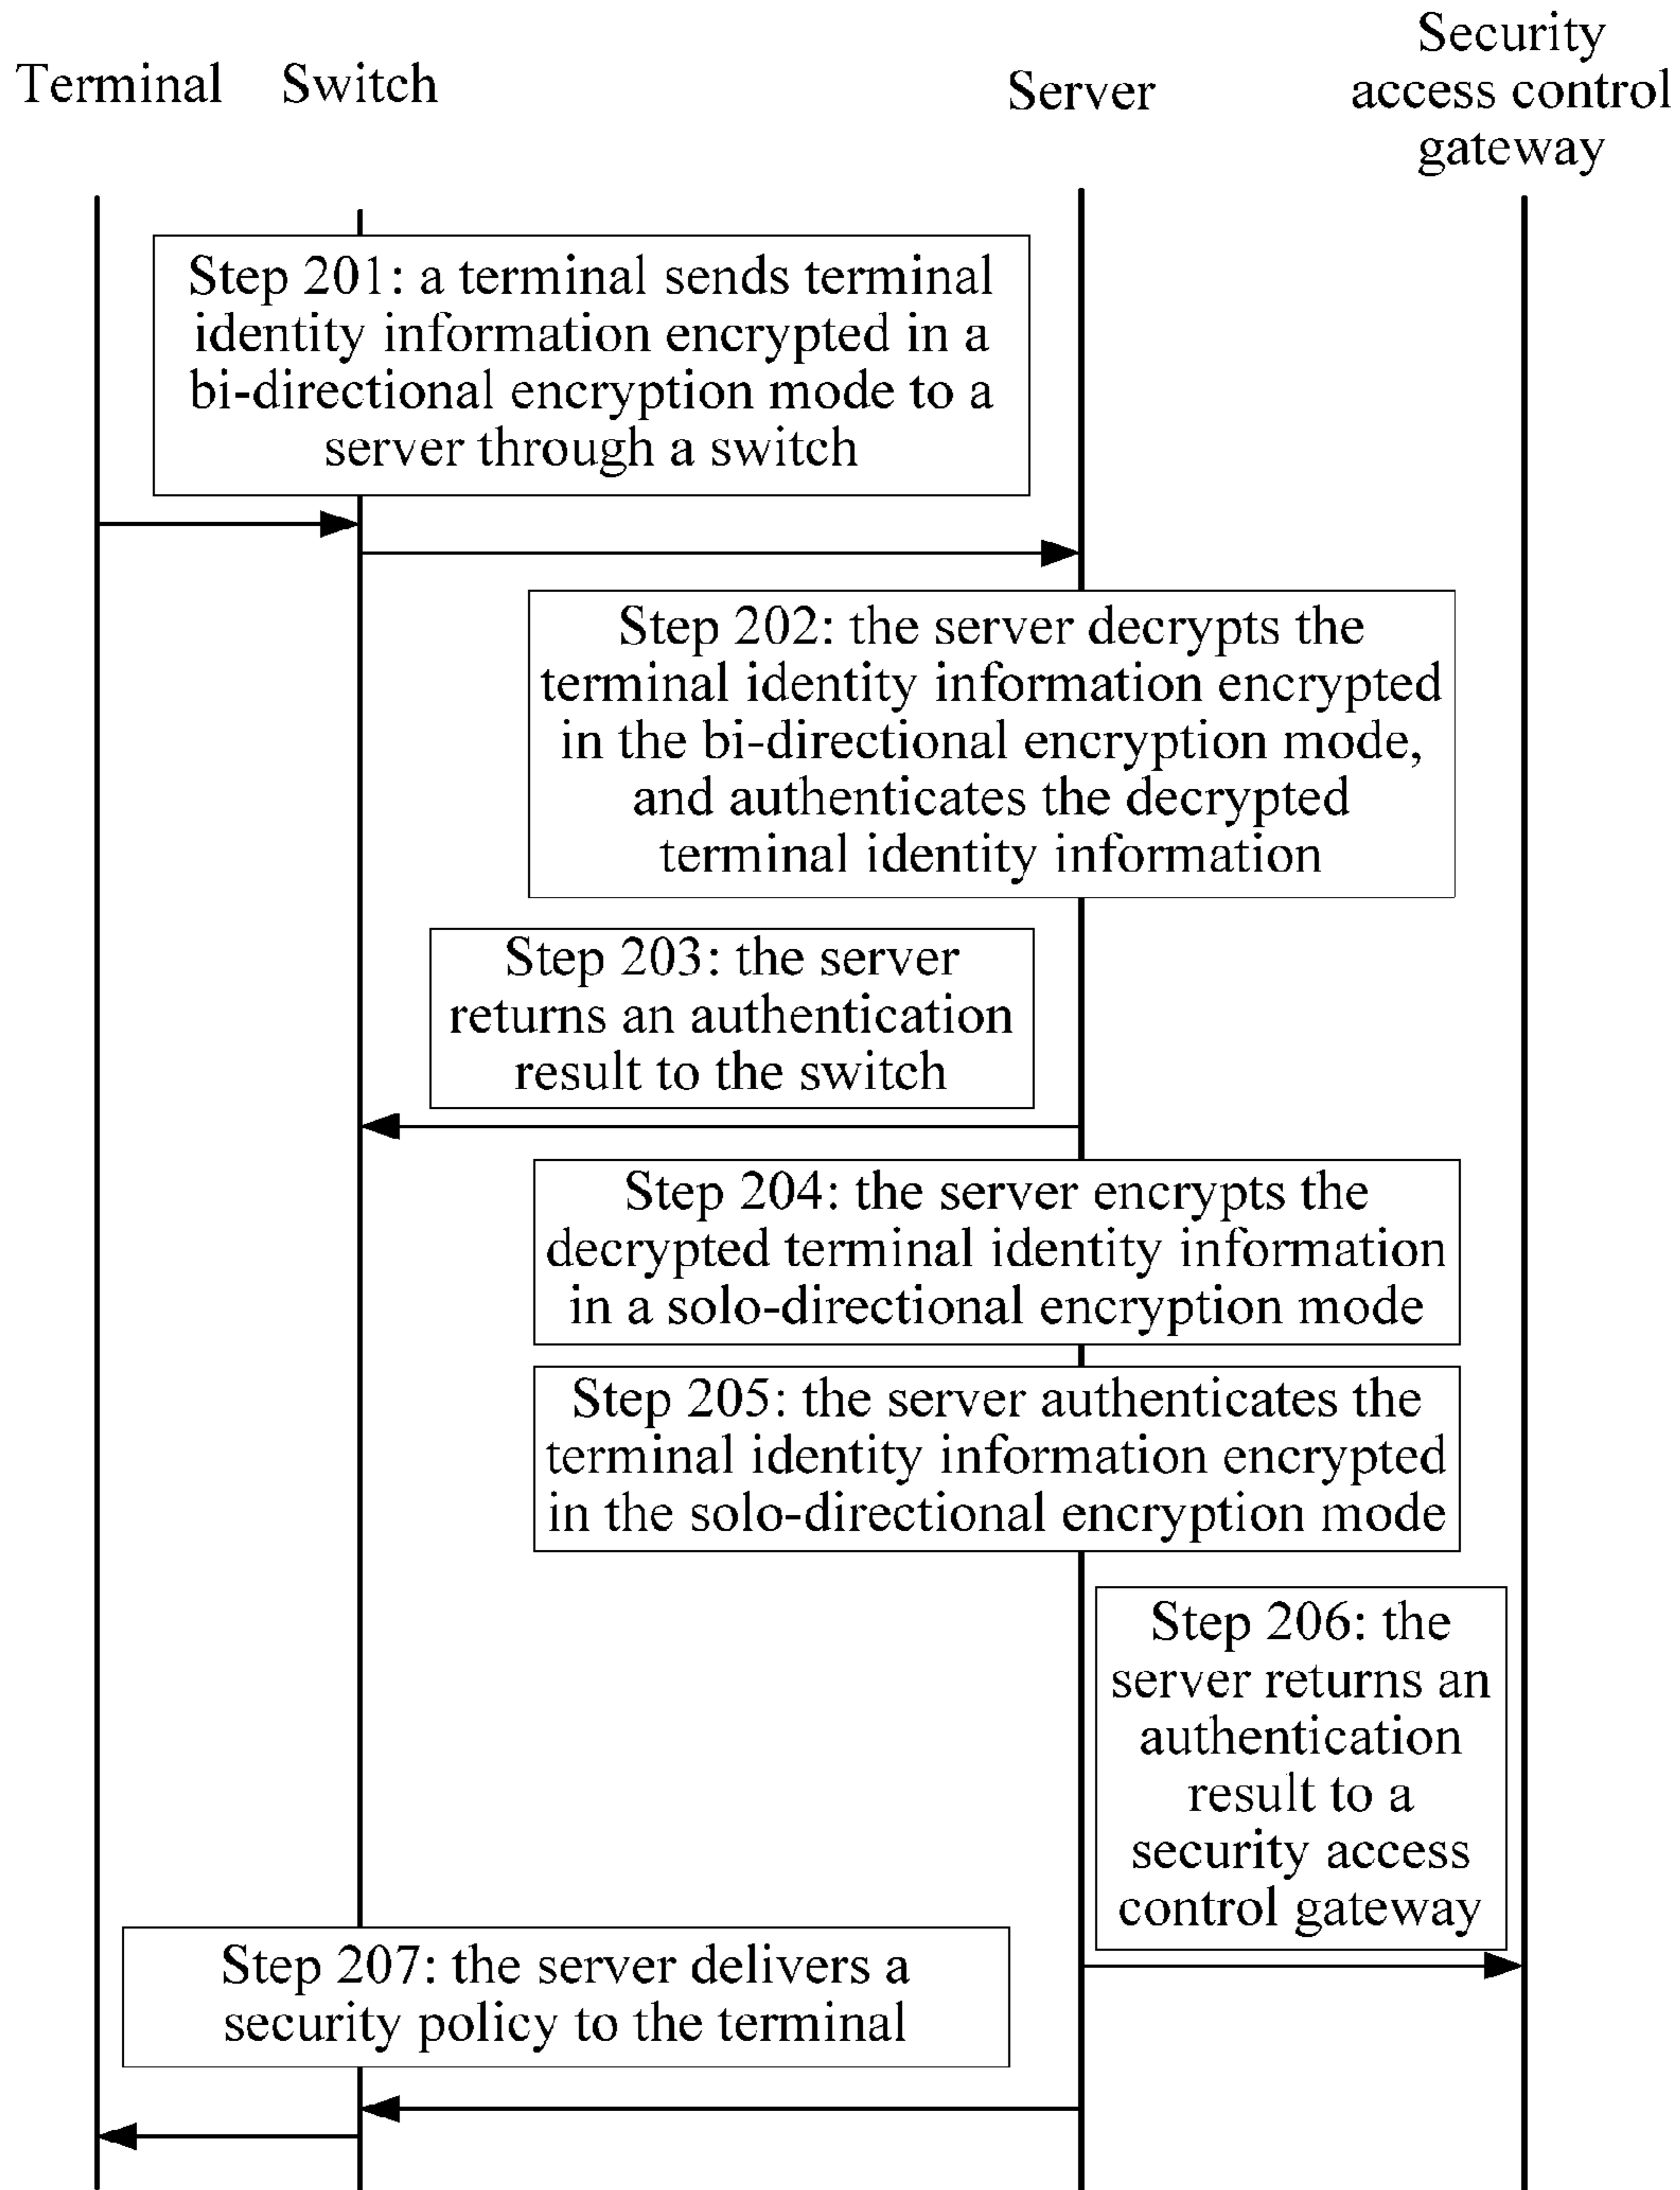 Terminal
Switch
Server
Security
access control
gateway
Step 201: a terminal sends terminal
identity information encrypted in a
bi-directional encryption mode to a
server through a switch
Step 202: the server decrypts the
terminal identity information encrypted
in the bi-directional encryption mode,
and authenticates the decrypted
terminal identity information
Step 203: the server
returns an authentication
result to the switch
Step 204: the server encrypts the
decrypted terminal identity information
in a solo-directional encryption mode
Step 205: the server authenticates the
terminal identity information encrypted
in the solo-directional encryption mode
Step 206: the
server returns an
authentication
result to a
security access
control gateway
Step 207: the server delivers a
security policy to the terminal